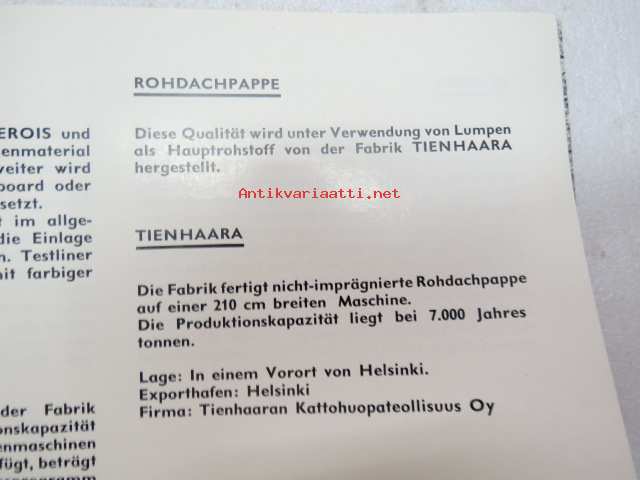 EROIS und
enmaterial
weiter wird
board oder
setzt.
t im allge-
die Einlage
n. Testliner
mit farbiger
der Fabrik
onskapazität
enmaschinen
fügt, beträgt
ROHDACHPAPPE
Diese Qualität wird unter Verwendung von Lumpen
als Hauptrohstoff von der Fabrik TIENHAARA
hergestellt.
Antikvariaatti.net
TIENHAARA
Die Fabrik fertigt nicht-imprägnierte Rohdachpappe
auf einer 210 cm breiten Maschine.
Die Produktionskapazität liegt bei 7.000 Jahres
tonnen.
Lage: In einem Vorort von Helsinki.
Exporthafen: Helsinki
Firma: Tienhaaran Kattohuopateollisuus Oy